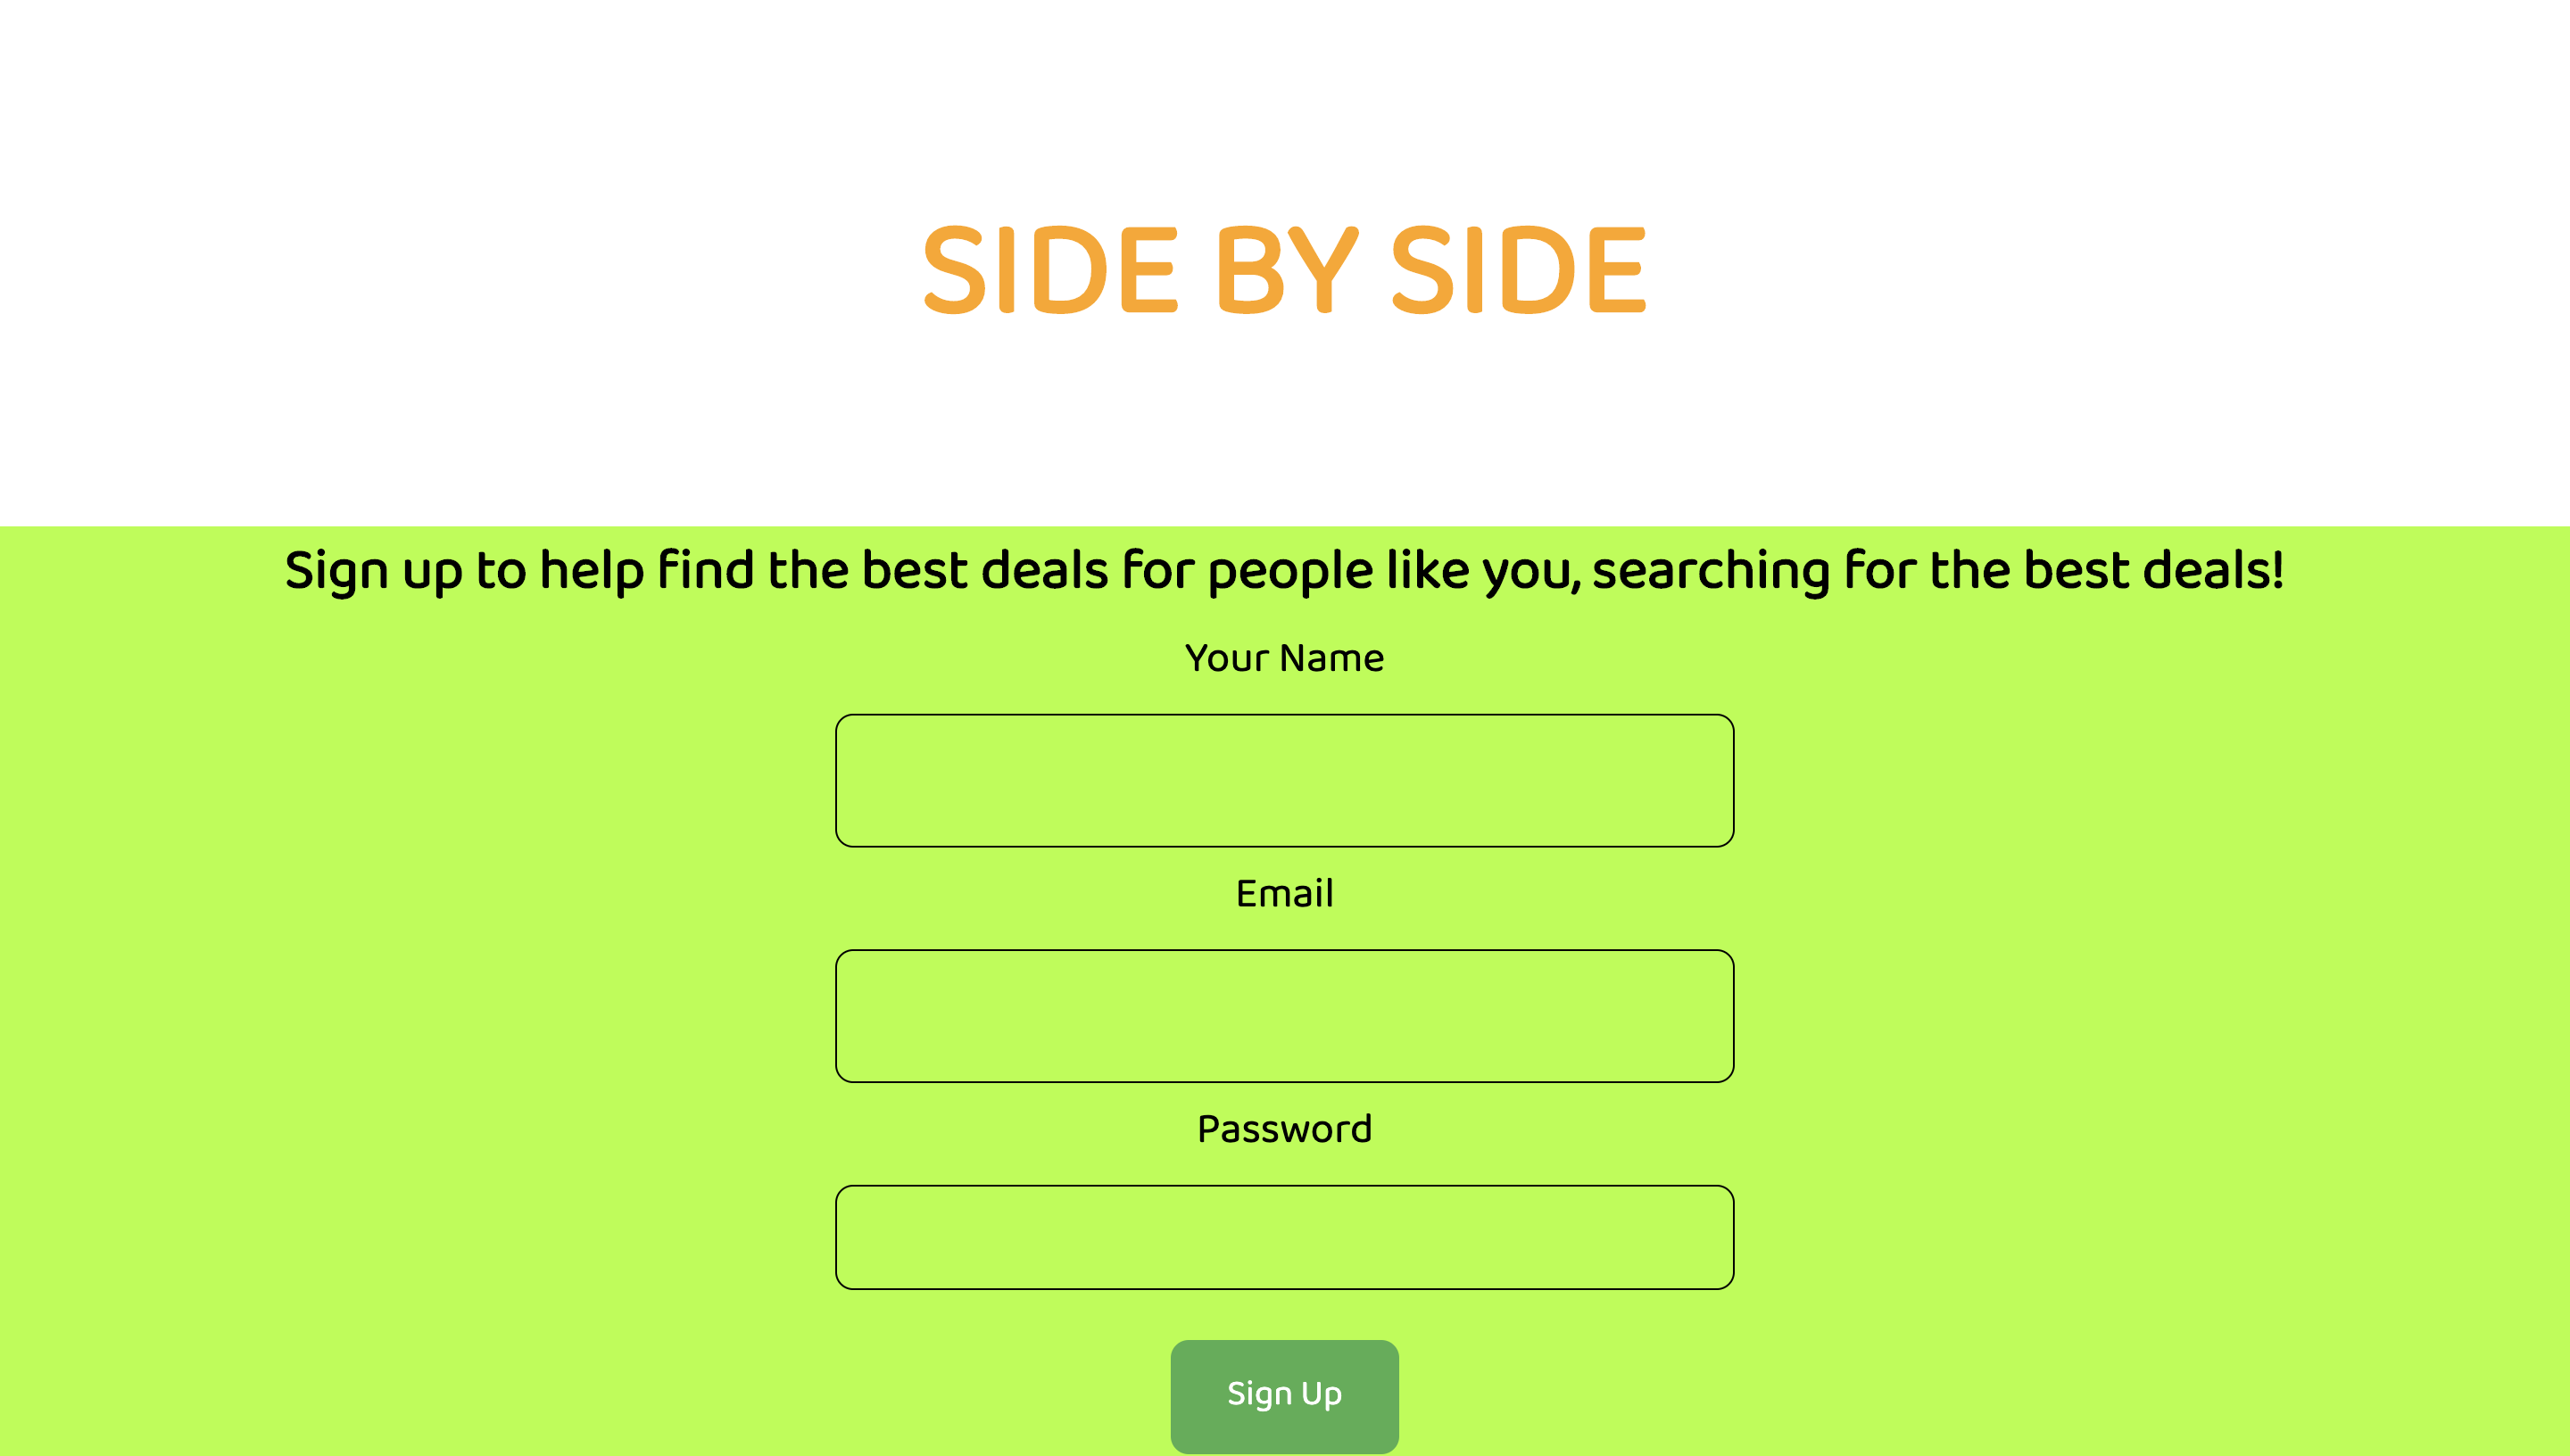 SIDE BY SIDE
Sign up to help find the best deals for people like you, searching for the best deals!
Your Name
Email
Password
Sign Up